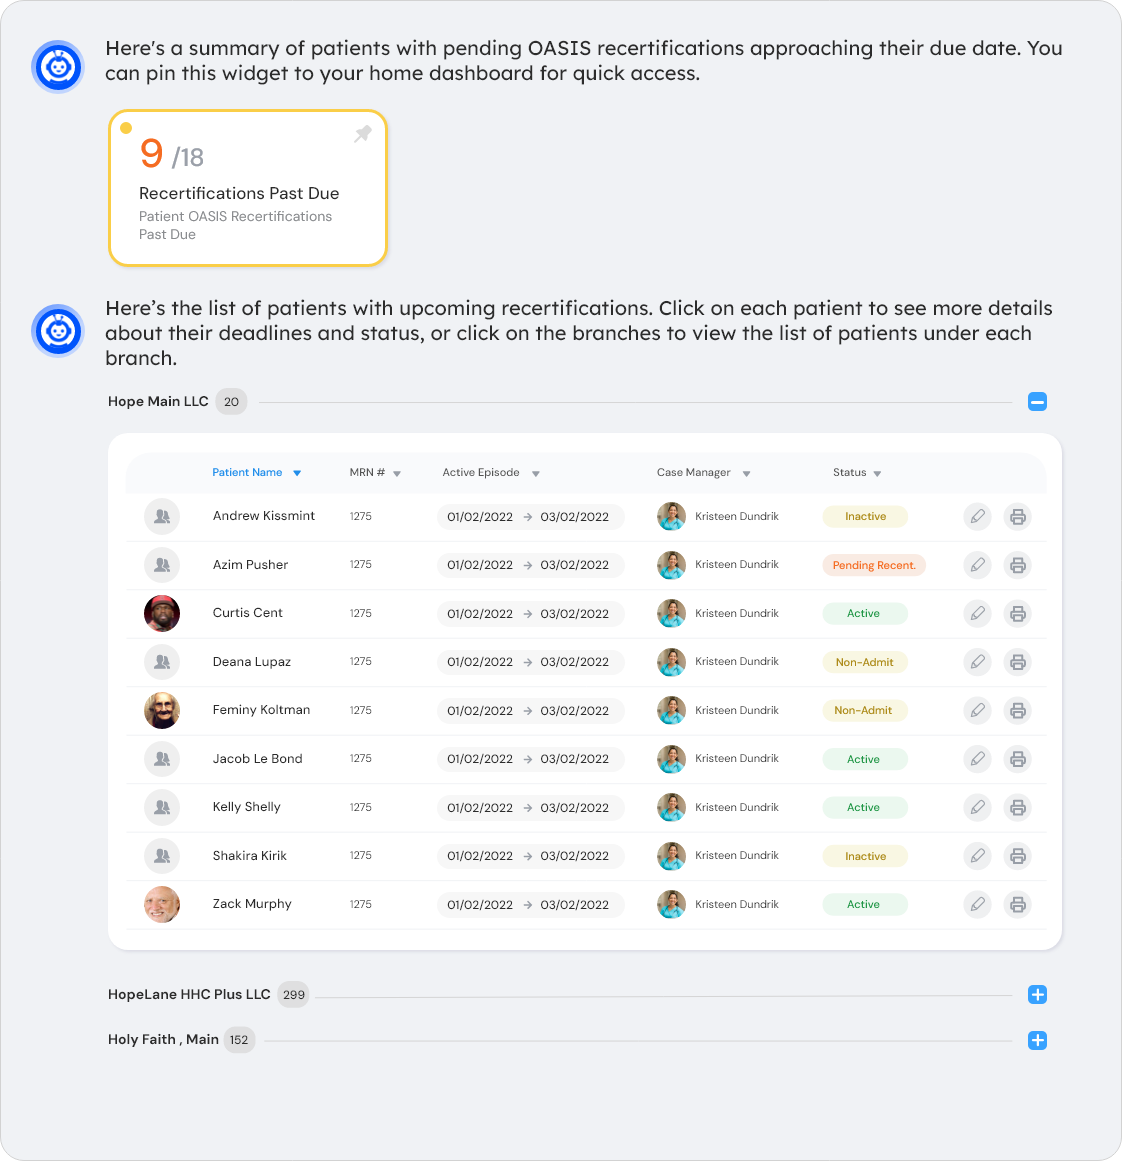 Here's a summary of patients with pending OASIS recertifications approaching their due date. You
can pin this widget to your home dashboard for quick access.
9 /18
Recertifications Past Due
Patient OASIS Recertifications
Past Due
Here’s the list of patients with upcoming recertifications. Click on each patient to see more details
about their deadlines and status, or click on the branches to view the list of patients under each
branch.
Hope Main LLC 20
Patient Name MRN # Active Episode Case Manager Status
Andrew Kissmint 1275 01/02/2022 → 03/02/2022 Kristeen Dundrik Inactive
Azim Pusher 1275 01/02/2022 → 03/02/2022 Kristeen Dundrik Pending Recent.
Curtis Cent 1275 01/02/2022 → 03/02/2022 Kristeen Dundrik Active
Deana Lupaz 1275 01/02/2022 → 03/02/2022 Kristeen Dundrik Non-Admit
Feminy Koltman 1275 01/02/2022 → 03/02/2022 Kristeen Dundrik Non-Admit
Jacob Le Bond 1275 01/02/2022 → 03/02/2022 Kristeen Dundrik Active
Kelly Shelly 1275 01/02/2022 → 03/02/2022 Kristeen Dundrik Active
Shakira Kirik 1275 01/02/2022 → 03/02/2022 Kristeen Dundrik Inactive
Zack Murphy 1275 01/02/2022 → 03/02/2022 Kristeen Dundrik Active
HopeLane HHC Plus LLC 299
Holy Faith , Main 152